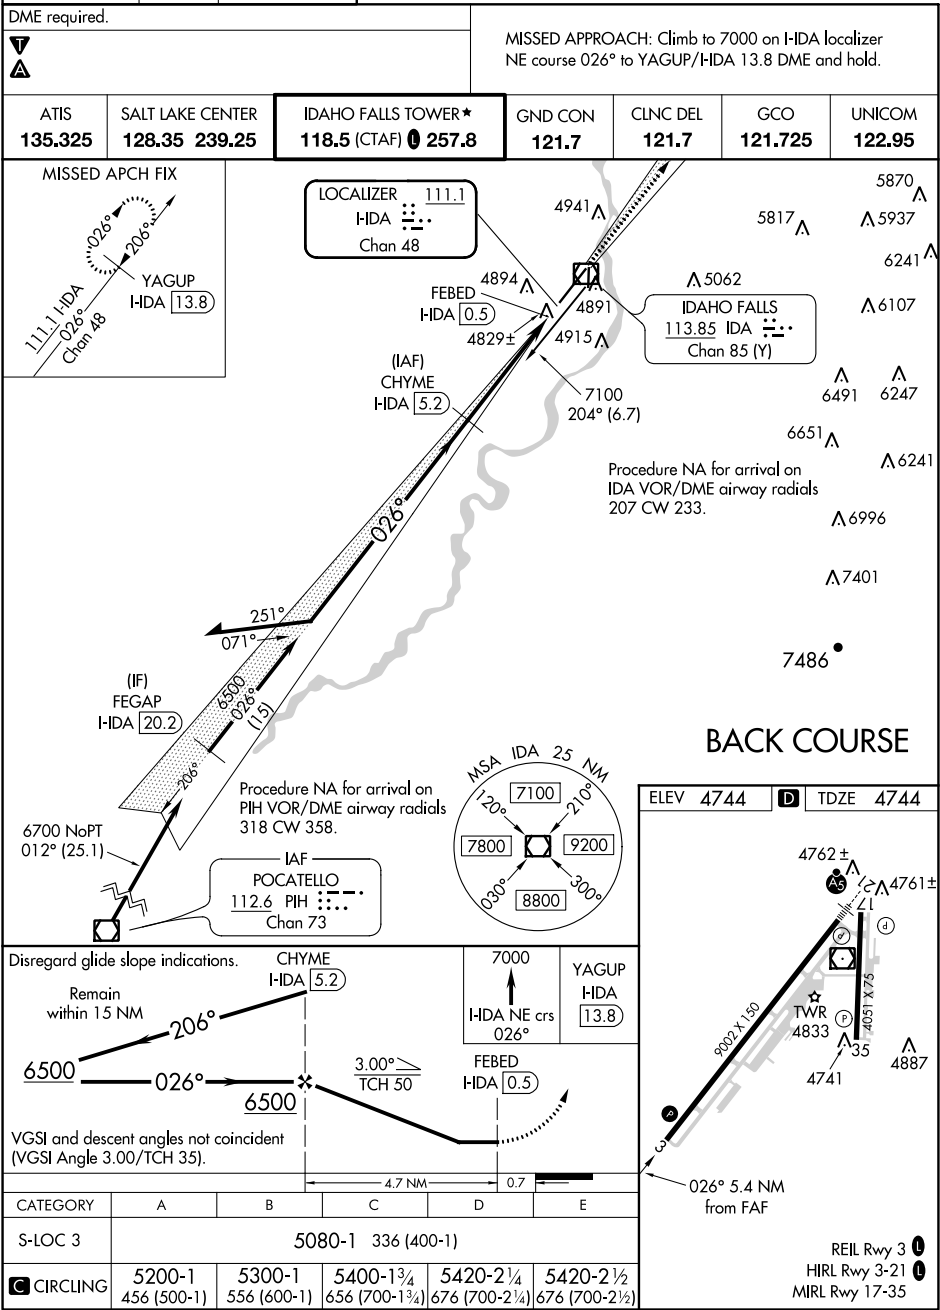 DME required.
T
A
MISSED APPROACH: Climb to 7000 on I-IDA localizer
NE course 026° to YAGUP/I-IDA 13.8 DME and hold.
ATIS
135.325
SALT LAKE CENTER
128.35 239.25
IDAHO FALLS TOWER★
118.5 (CTAF) L 257.8
GND CON
121.7
CLNC DEL
121.7
GCO
121.725
UNICOM
122.95
MISSED APCH FIX
026°
206°
YAGUP
I-IDA 13.8
111.1 I-IDA
026°
Chan 48
LOCALIZER 111.1
I-IDA
Chan 48
4941
5870
5817
5937
6241
4894
5062
FEBED
I-IDA 0.5
4891
IDAHO FALLS
113.85 IDA
Chan 85 (Y)
6107
4829±
4915
(IAF)
CHYME
I-IDA 5.2
7100
204° (6.7)
6491
6247
6651
6241
Procedure NA for arrival on
IDA VOR/DME airway radials
207 CW 233.
026°
6996
7401
251°
071°
7486
(IF)
FEGAP
I-IDA 20.2
6500
026°
(15)
206°
BACK COURSE
Procedure NA for arrival on
PIH VOR/DME airway radials
318 CW 358.
MSA IDA 25 NM
120°
7100
210°
7800
9200
030°
8800
300°
6700 NoPT
012° (25.1)
IAF
POCATELLO
112.6 PIH
Chan 73
ELEV 4744
D
TDZE 4744
4762±
A5
4761±
21
17
P
P
9002 X 150
4051 X 75
TWR
4833
P
35
4741
4887
P
3
026° 5.4 NM
from FAF
REIL Rwy 3 L
HIRL Rwy 3-21 L
MIRL Rwy 17-35
Disregard glide slope indications.
CHYME
I-IDA 5.2
Remain
within 15 NM
206°
6500
026°
6500
3.00°
TCH 50
7000
I-IDA NE crs
026°
YAGUP
I-IDA
13.8
FEBED
I-IDA 0.5
VGSI and descent angles not coincident
(VGSI Angle 3.00/TCH 35).
4.7 NM
0.7
CATEGORY A B C D E
S-LOC 3 5080-1 336 (400-1)
C CIRCLING
5200-1
456 (500-1)
5300-1
556 (600-1)
5400-1¾
656 (700-1¾)
5420-2¼
676 (700-2¼)
5420-2½
676 (700-2½)